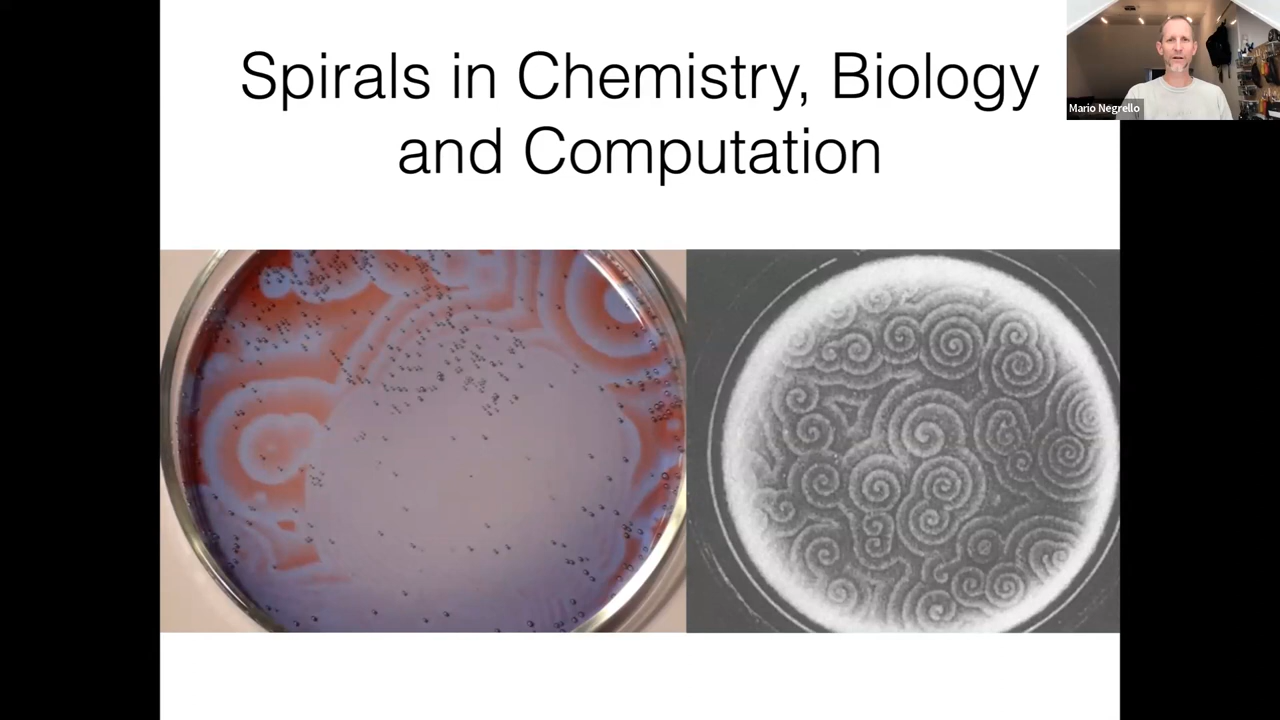 Spirals in Chemistry, Biology
and Computation
Mario Negrello